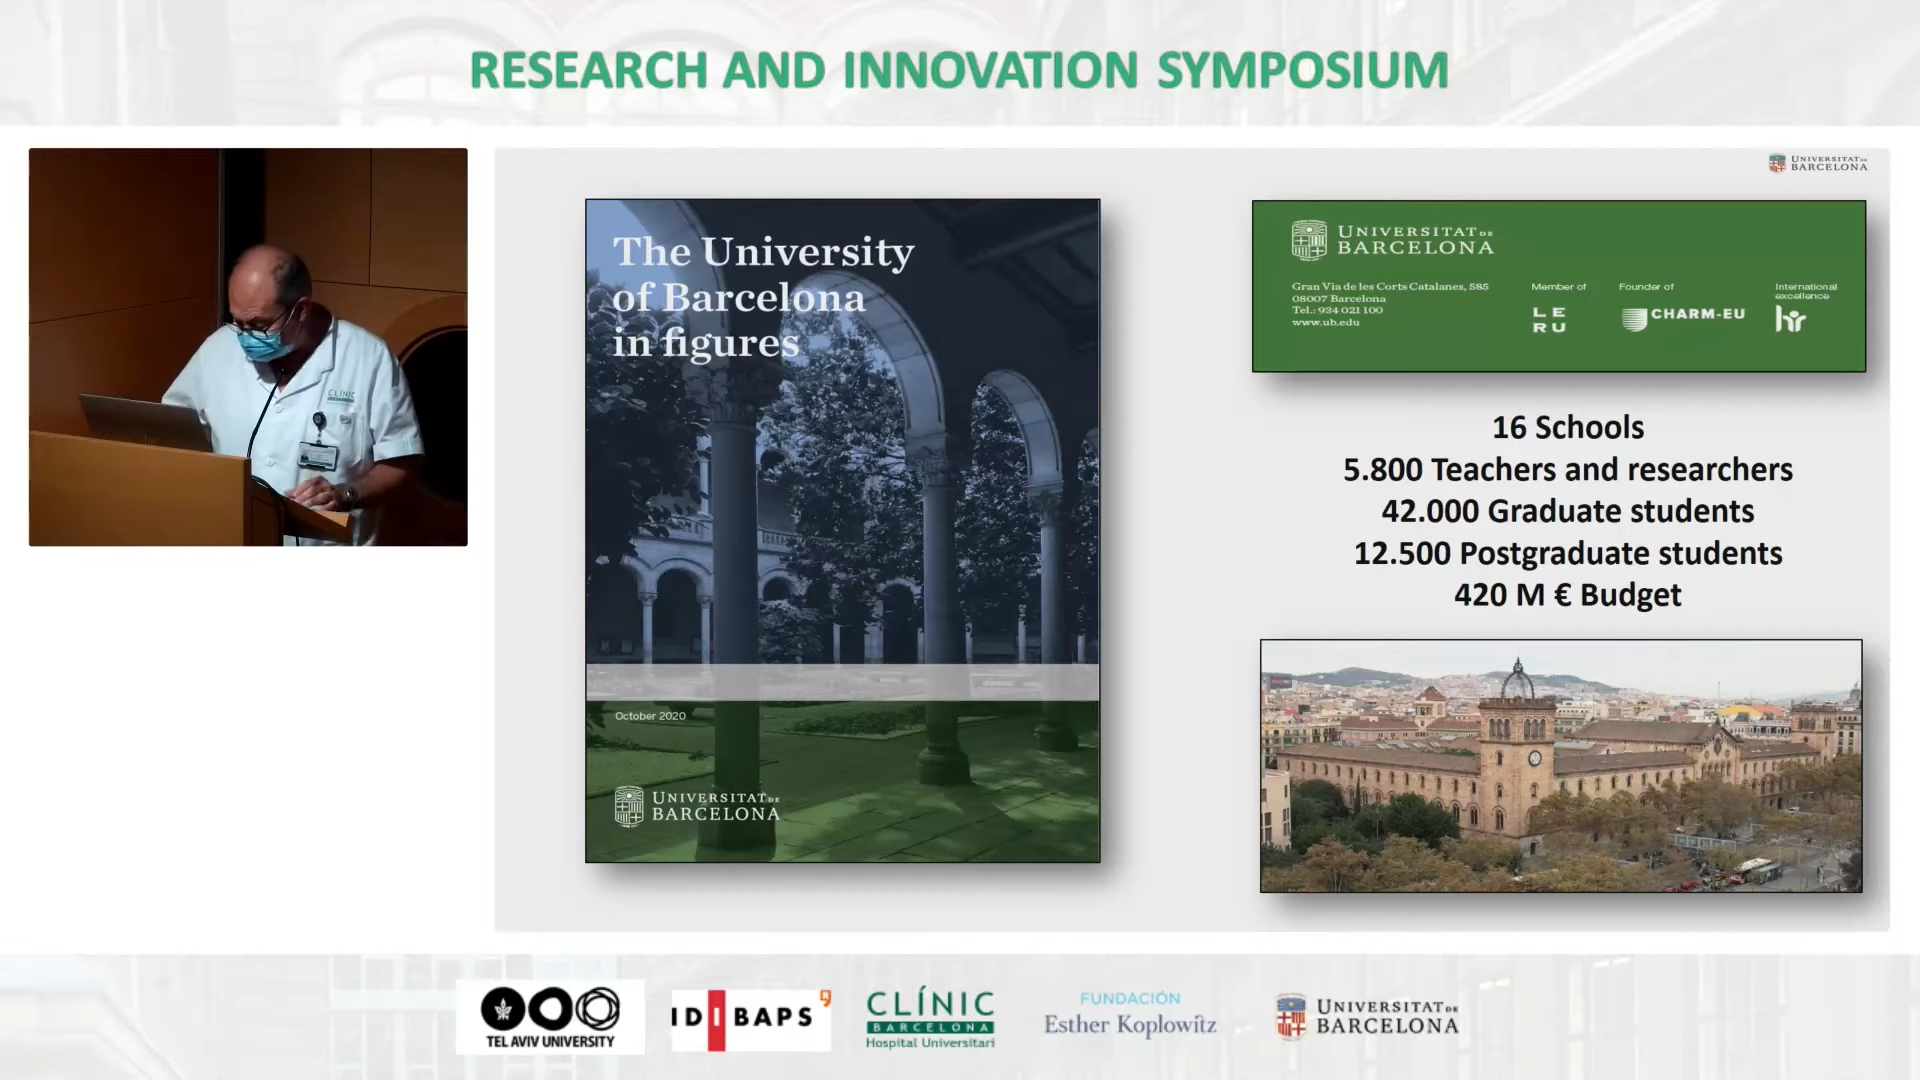 RESEARCH AND INNOVATION SYMPOSIUM
CLÍNIC
UNIVERSITAT DE
BARCELONA
The University
of Barcelona
in figures
October 2020
UNIVERSITAT DE
BARCELONA
UNIVERSITAT DE
BARCELONA
Gran Via de les Corts Catalanes, 585
08007 Barcelona
Tel.: 934 021 100
www.ub.edu
Member of
LE
RU
Founder of
CHARM-EU
International
excellence
16 Schools
5.800 Teachers and researchers
42.000 Graduate students
12.500 Postgraduate students
420 M € Budget
TEL AVIV UNIVERSITY
IDIBAPS
CLÍNIC
BARCELONA
Hospital Universitari
FUNDACIÓN
Esther Koplowitz
UNIVERSITAT DE
BARCELONA